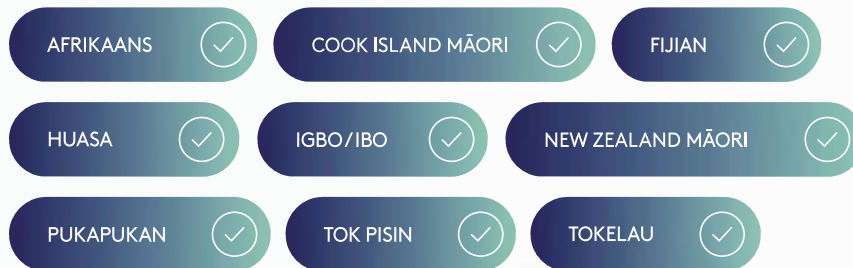 AFRIKAANS COOK ISLAND MĀORI FIJIAN
HUASA IGBO/IBO NEW ZEALAND MĀORI
PUKAPUKAN TOK PISIN TOKELAU